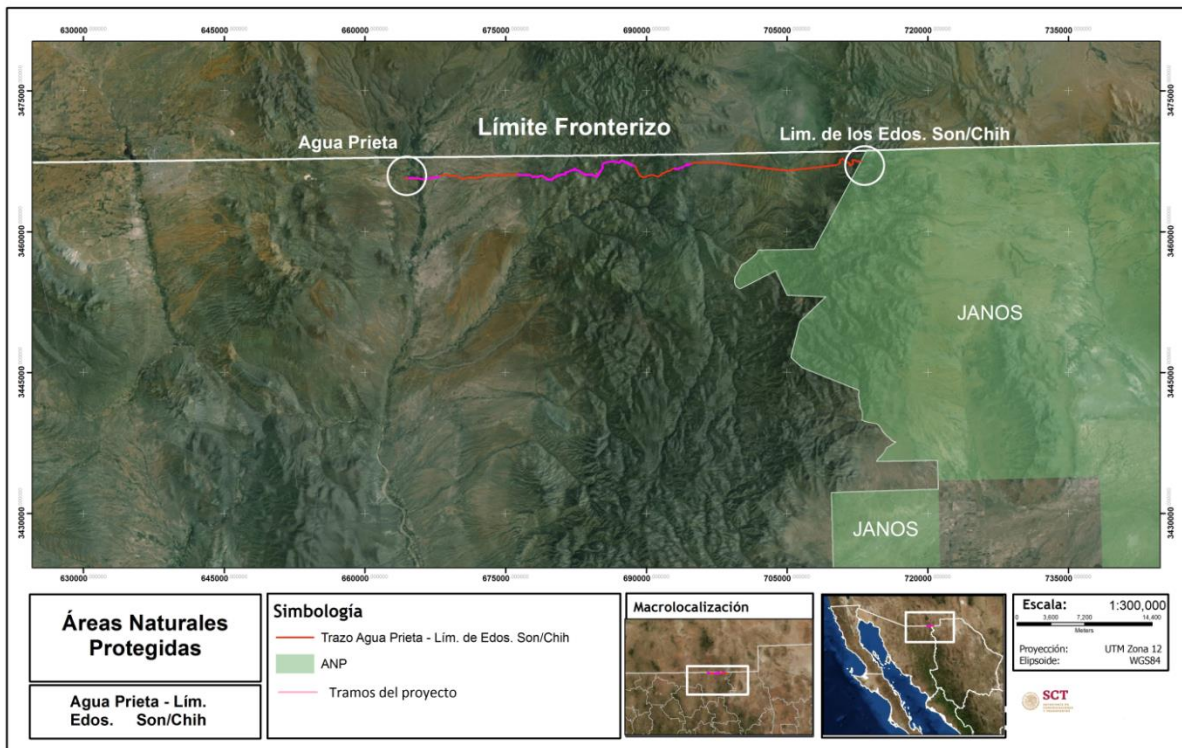 630000 645000 660000 675000 690000 705000 720000 735000
3475000 3475000
Límite Fronterizo
Agua Prieta
Lim. de los Edos. Son/Chih
3460000 3460000
JANOS
3445000 3445000
3430000 3430000
JANOS
630000 645000 660000 675000 690000 705000 720000 735000
Áreas Naturales
Protegidas
Agua Prieta - Lím.
Edos. Son/Chih
Simbología
Trazo Agua Prieta - Lím. de Edos. Son/Chih
ANP
Tramos del proyecto
Macrolocalización
Escala: 1:300,000
0 3,600 7,200 14,400
Meters
Proyección: UTM Zona 12
Elipsoide: WGS84
SCT